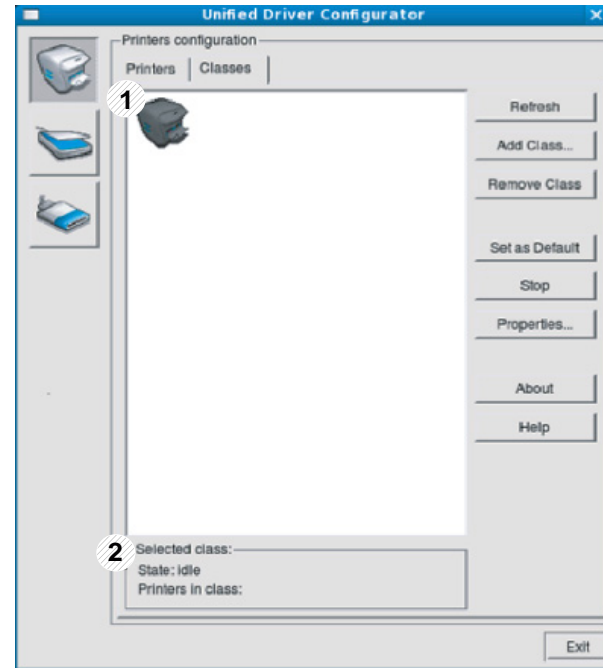 Unified Driver Configurator
Printers configuration
Printers Classes
1
Refresh
Add Class...
Remove Class
Set as Default
Stop
Properties...
About
Help
2
Selected class:
State: idle
Printers in class:
Exit